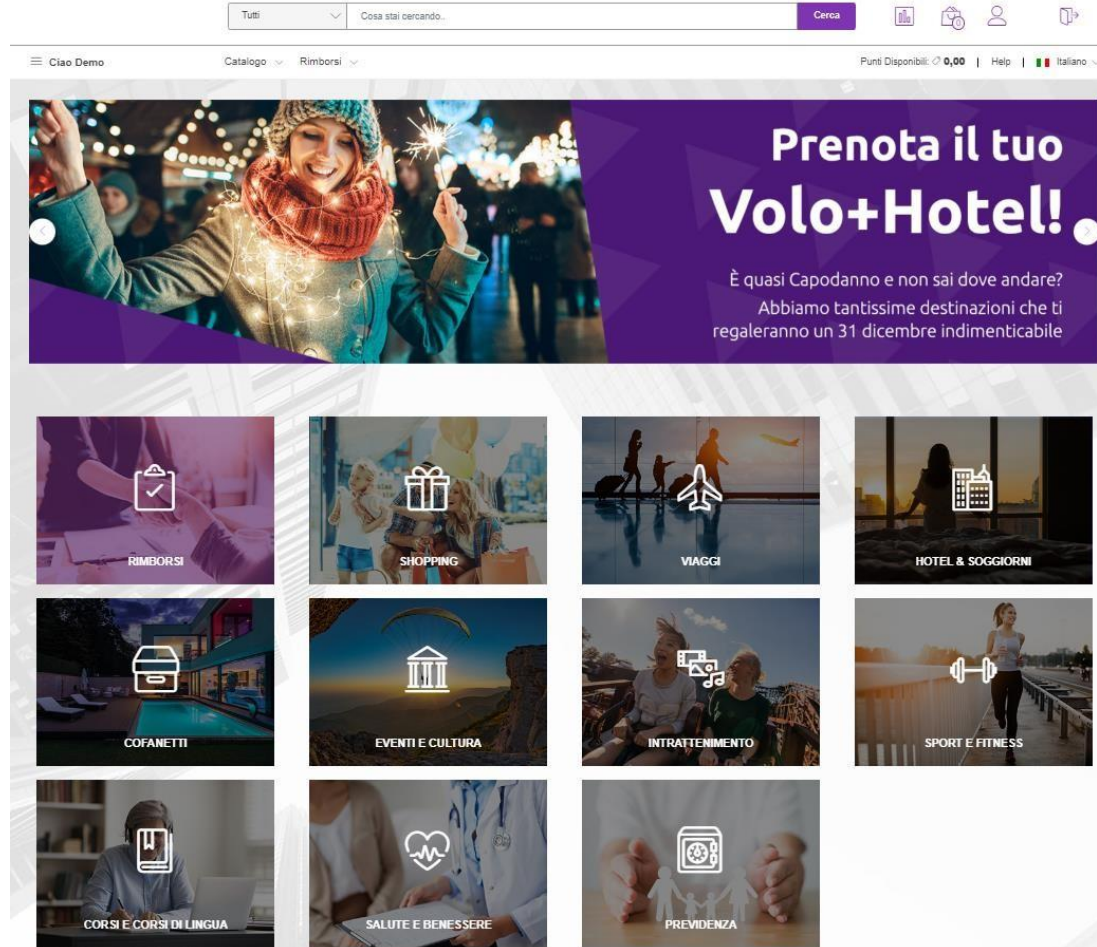 Tutti
Cosa stai cercando..
Cerca
0
Ciao Demo
Catalogo
Rimborsi
Punti Disponibili: 0,00 | Help | Italiano
Prenota il tuo
Volo+Hotel!
È quasi Capodanno e non sai dove andare?
Abbiamo tantissime destinazioni che ti
regaleranno un 31 dicembre indimenticabile
RIMBORSI
SHOPPING
VIAGGI
HOTEL & SOGGIORNI
COFANETTI
EVENTI E CULTURA
INTRATTENIMENTO
SPORT E FITNESS
CORSI E CORSI DI LINGUA
SALUTE E BENESSERE
PREVIDENZA